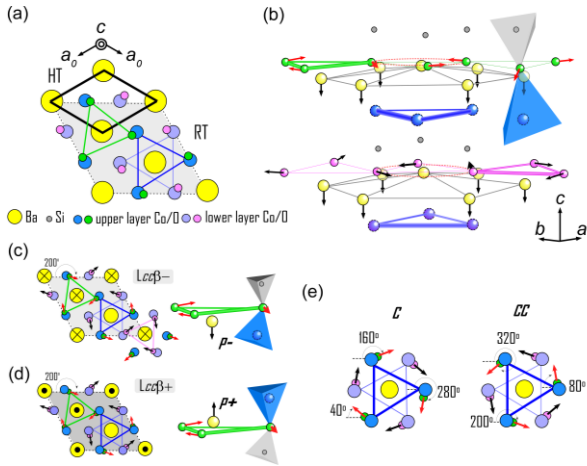 (a)
c
a₀ a₀
HT
RT
Ba Si upper layer Co/O lower layer Co/O
(b)
c
b a
(c)
200°
Lccβ−
p-
(d)
200°
Lccβ+
p+
(e)
C CC
160° 320°
280° 80°
40° 200°